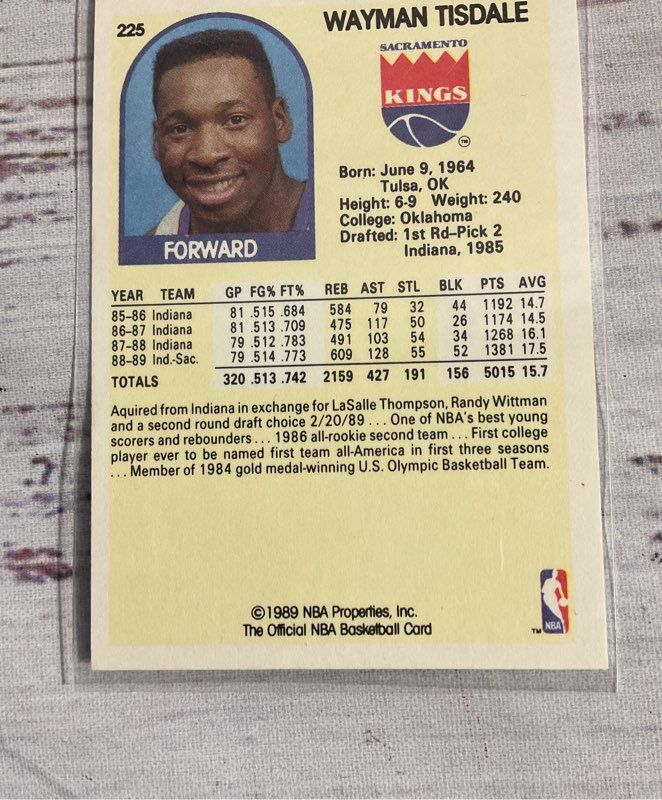 225
WAYMAN TISDALE
SACRAMENTO
KINGS
TM
Born: June 9, 1964
Tulsa, OK
Height: 6-9 Weight: 240
College: Oklahoma
Drafted: 1st Rd–Pick 2
Indiana, 1985
FORWARD
YEAR TEAM GP FG% FT% REB AST STL BLK PTS AVG
85-86 Indiana 81 .515 .684 584 79 32 44 1192 14.7
86-87 Indiana 81 .513 .709 475 117 50 26 1174 14.5
87-88 Indiana 79 .512 .783 491 103 54 34 1268 16.1
88-89 Ind.-Sac. 79 .514 .773 609 128 55 52 1381 17.5
TOTALS 320 .513 .742 2159 427 191 156 5015 15.7
Aquired from Indiana in exchange for LaSalle Thompson, Randy Wittman
and a second round draft choice 2/20/89 . . . One of NBA's best young
scorers and rebounders . . . 1986 all-rookie second team . . . First college
player ever to be named first team all-America in first three seasons
. . . Member of 1984 gold medal-winning U.S. Olympic Basketball Team.
©1989 NBA Properties, Inc.
The Official NBA Basketball Card
TM
NBA